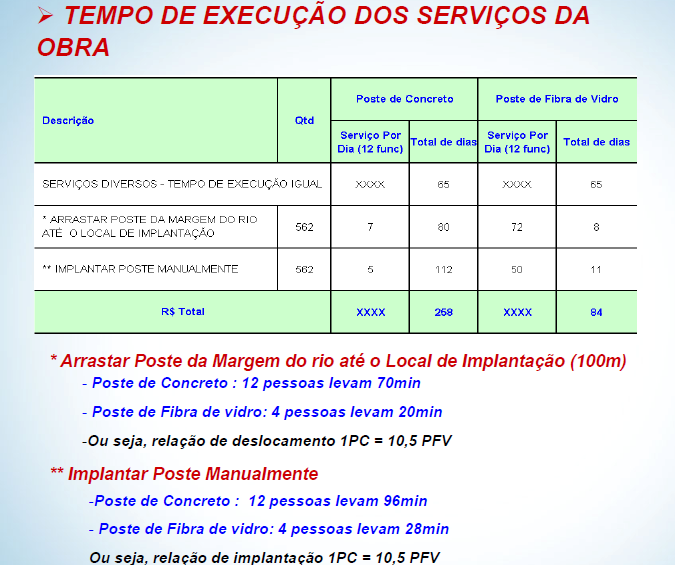 ➢ TEMPO DE EXECUÇÃO DOS SERVIÇOS DA
OBRA
Descrição Qtd Poste de Concreto Poste de Fibra de Vidro
Serviço Por Dia (12 func) Total de dias Serviço Por Dia (12 func) Total de dias
SERVIÇOS DIVERSOS - TEMPO DE EXECUÇÃO IGUAL XXXX 65 XXXX 65
* ARRASTAR POSTE DA MARGEM DO RIO
ATÉ O LOCAL DE IMPLANTAÇÃO 562 7 80 72 8
** IMPLANTAR POSTE MANUALMENTE 562 5 112 50 11
R$ Total XXXX 258 XXXX 84
* Arrastar Poste da Margem do rio até o Local de Implantação (100m)
- Poste de Concreto : 12 pessoas levam 70min
- Poste de Fibra de vidro: 4 pessoas levam 20min
-Ou seja, relação de deslocamento 1PC = 10,5 PFV
** Implantar Poste Manualmente
-Poste de Concreto : 12 pessoas levam 96min
- Poste de Fibra de vidro: 4 pessoas levam 28min
Ou seja, relação de implantação 1PC = 10,5 PFV